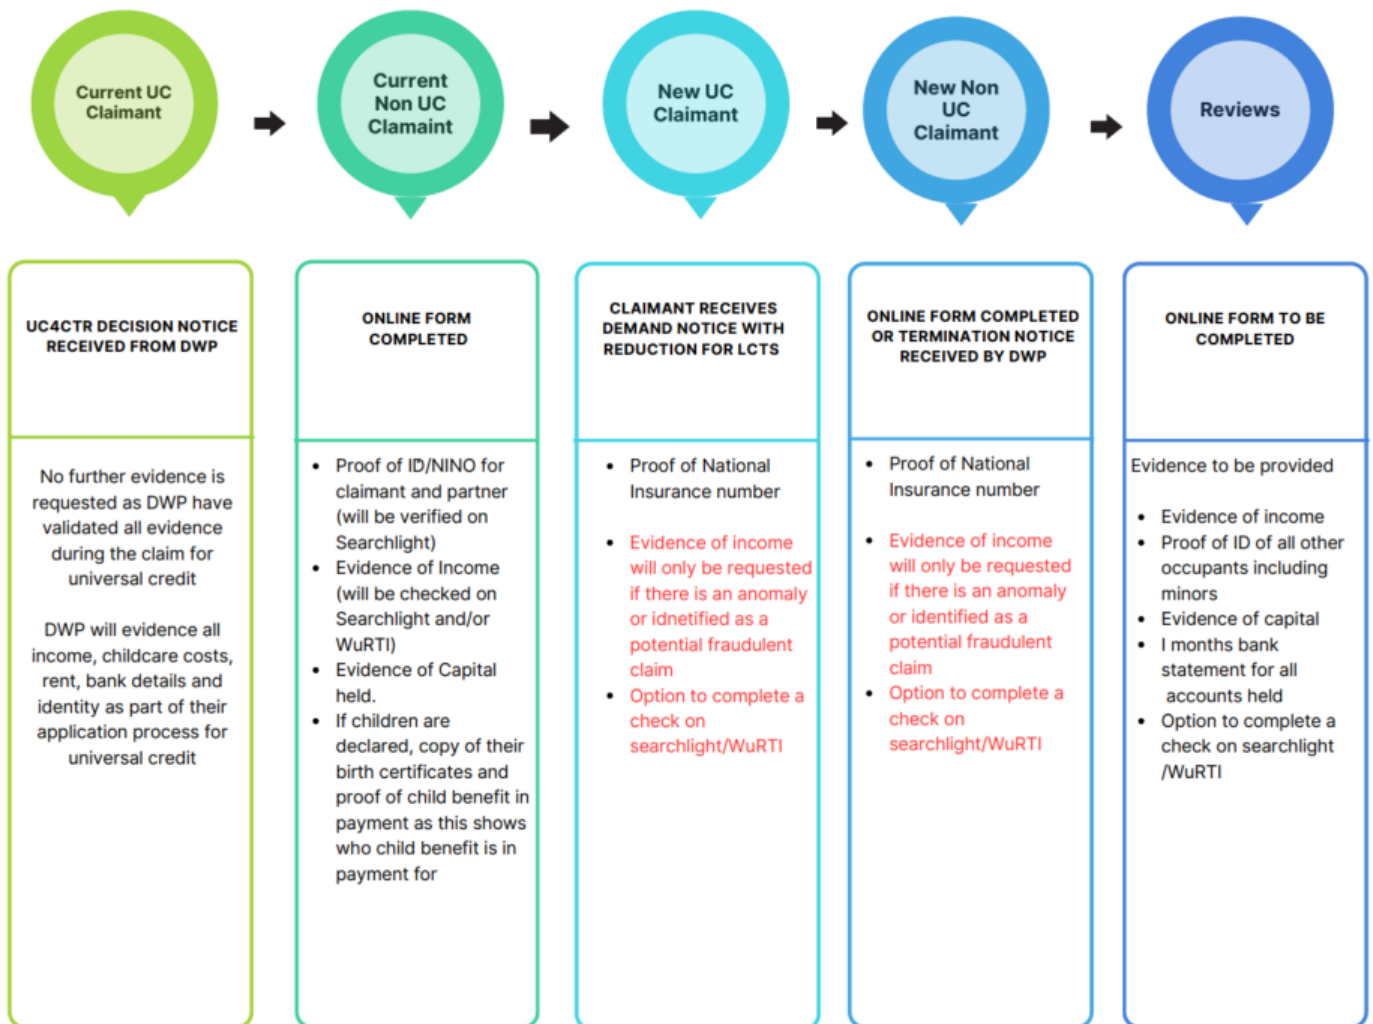 Current UC
Claimant
Current
Non UC
Clamaint
New UC
Claimant
New Non
UC
Claimant
Reviews
UC4CTR DECISION NOTICE
RECEIVED FROM DWP
No further evidence is
requested as DWP have
validated all evidence
during the claim for
universal credit
DWP will evidence all
income, childcare costs,
rent, bank details and
identity as part of their
application process for
universal credit
ONLINE FORM
COMPLETED
• Proof of ID/NINO for
claimant and partner
(will be verified on
Searchlight)
• Evidence of Income
(will be checked on
Searchlight and/or
WuRTI)
• Evidence of Capital
held.
• If children are
declared, copy of their
birth certificates and
proof of child benefit in
payment as this shows
who child benefit is in
payment for
CLAIMANT RECEIVES
DEMAND NOTICE WITH
REDUCTION FOR LCTS
• Proof of National
Insurance number
• Evidence of income
will only be requested
if there is an anomaly
or idnetified as a
potential fraudulent
claim
• Option to complete a
check on
searchlight/WuRTI
ONLINE FORM COMPLETED
OR TERMINATION NOTICE
RECEIVED BY DWP
• Proof of National
Insurance number
• Evidence of income
will only be requested
if there is an anomaly
or identified as a
potential fraudulent
claim
• Option to complete a
check on
searchlight/WuRTI
ONLINE FORM TO BE
COMPLETED
Evidence to be provided
• Evidence of income
• Proof of ID of all other
occupants including
minors
• Evidence of capital
• I months bank
statement for all
accounts held
• Option to complete a
check on searchlight
/WuRTI